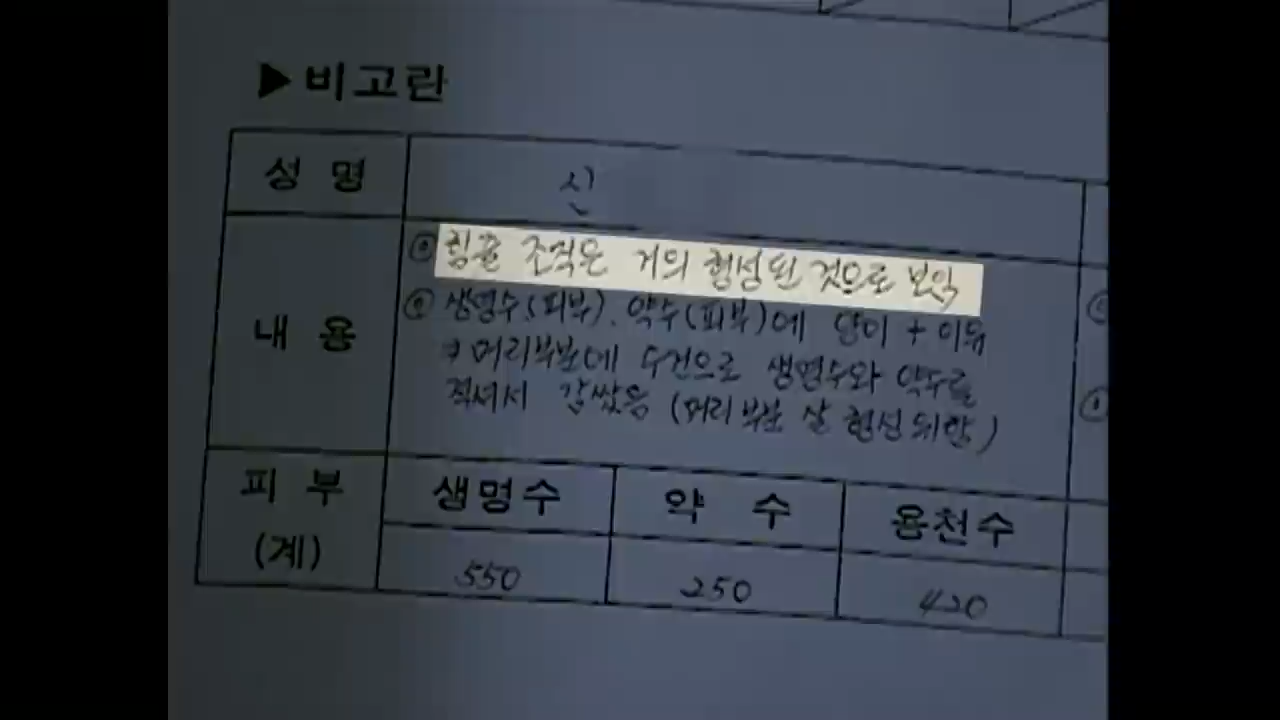 ▶비고란
성 명
신
내 용
힘줄 조직은 거의 형성된 것으로 보임
생명수(피부), 약수(피부)에 양이 + 이유
⇒ 머리부분에 수건으로 생명수와 약수를
적셔서 감쌌음 (머리 부분 살 형성 위함)
피 부
(계)
생명수
약 수
용천수
550
250
420